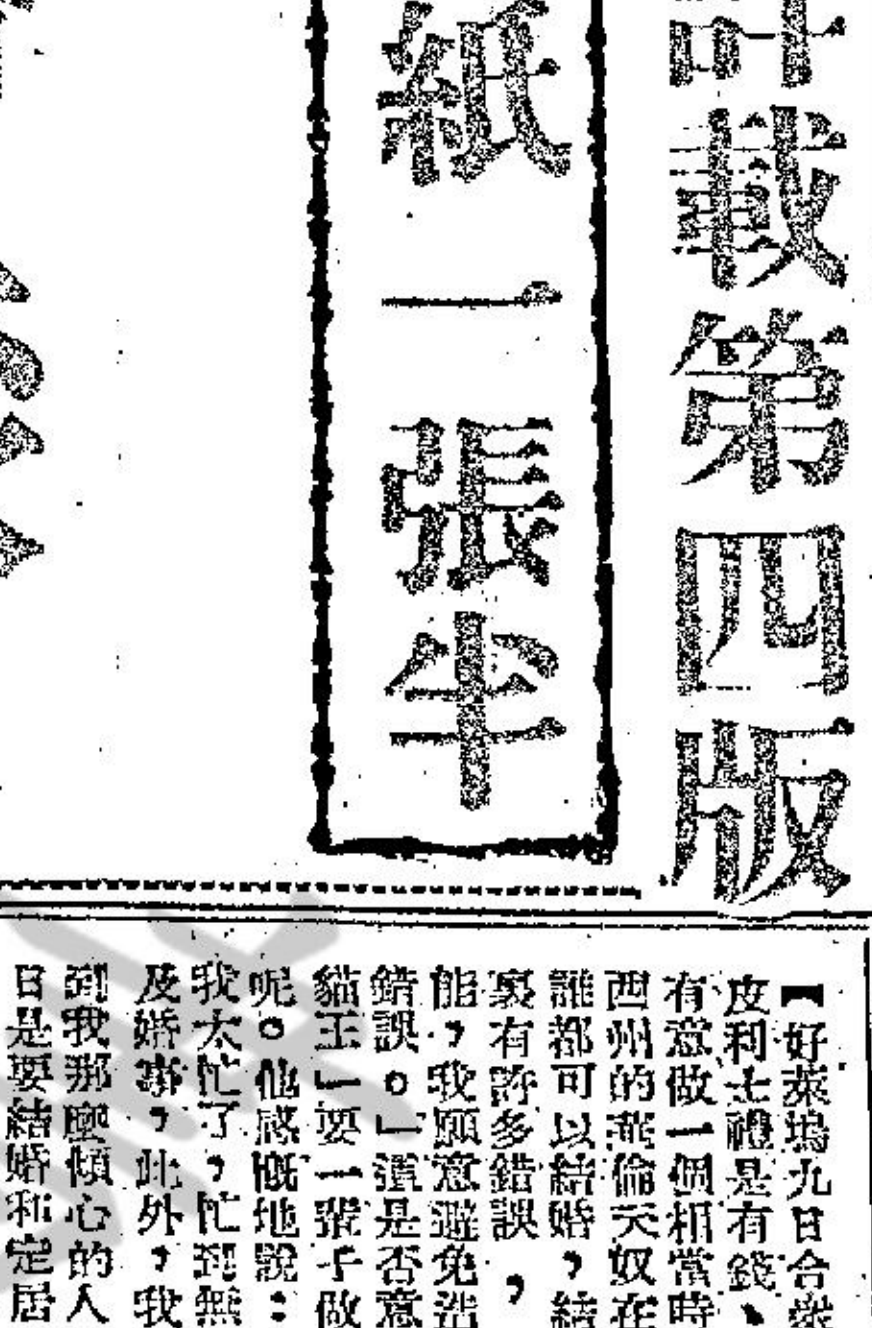 載第四版
紙一張半
【好萊塢九日合衆
皮利士禮是有錢、
有意做一個相當時
西州的華倫天奴在
誰都可以結婚，結
裏有許多錯誤，
能，我願意避免這
錯誤。」這是否意
貓王」要一輩子做
呢。他感慨地說：
我太忙了，忙到無
及婚事，此外，我
到我那麼傾心的人
日是要結婚和定居